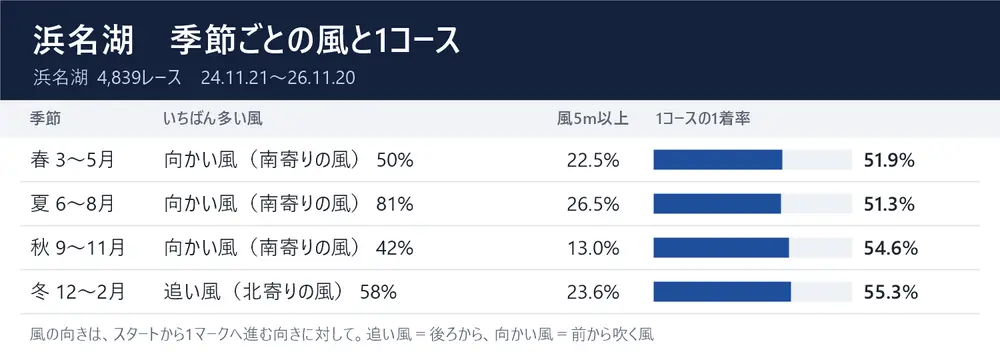 浜名湖　季節ごとの風と1コース
浜名湖 4,839レース　24.11.21～26.11.20
季節　いちばん多い風　風5m以上　1コースの1着率
春 3～5月　向かい風（南寄りの風） 50%　22.5%　51.9%
夏 6～8月　向かい風（南寄りの風） 81%　26.5%　51.3%
秋 9～11月　向かい風（南寄りの風） 42%　13.0%　54.6%
冬 12～2月　追い風（北寄りの風） 58%　23.6%　55.3%
風の向きは、スタートから1マークへ進む向きに対して。追い風＝後ろから、向かい風＝前から吹く風